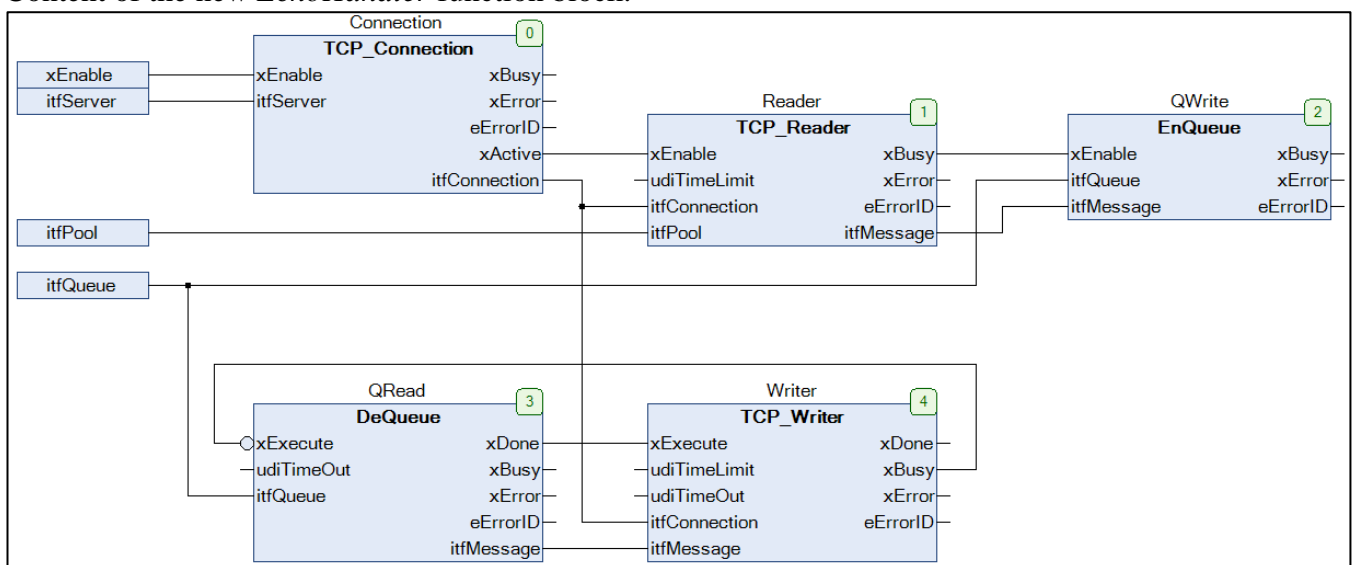 Content of the new EchoHandler function block:
Connection
0
TCP_Connection
xEnable
xEnable
xBusy
itfServer
itfServer
xError
eErrorID
xActive
itfConnection
Reader
1
TCP_Reader
xEnable
xBusy
udiTimeLimit
xError
itfConnection
eErrorID
itfPool
itfPool
itfMessage
QWrite
2
EnQueue
xEnable
xBusy
itfQueue
xError
itfMessage
eErrorID
itfQueue
QRead
3
DeQueue
xExecute
xDone
udiTimeOut
xBusy
itfQueue
xError
eErrorID
itfMessage
Writer
4
TCP_Writer
xExecute
xDone
udiTimeLimit
xBusy
udiTimeOut
xError
itfConnection
eErrorID
itfMessage